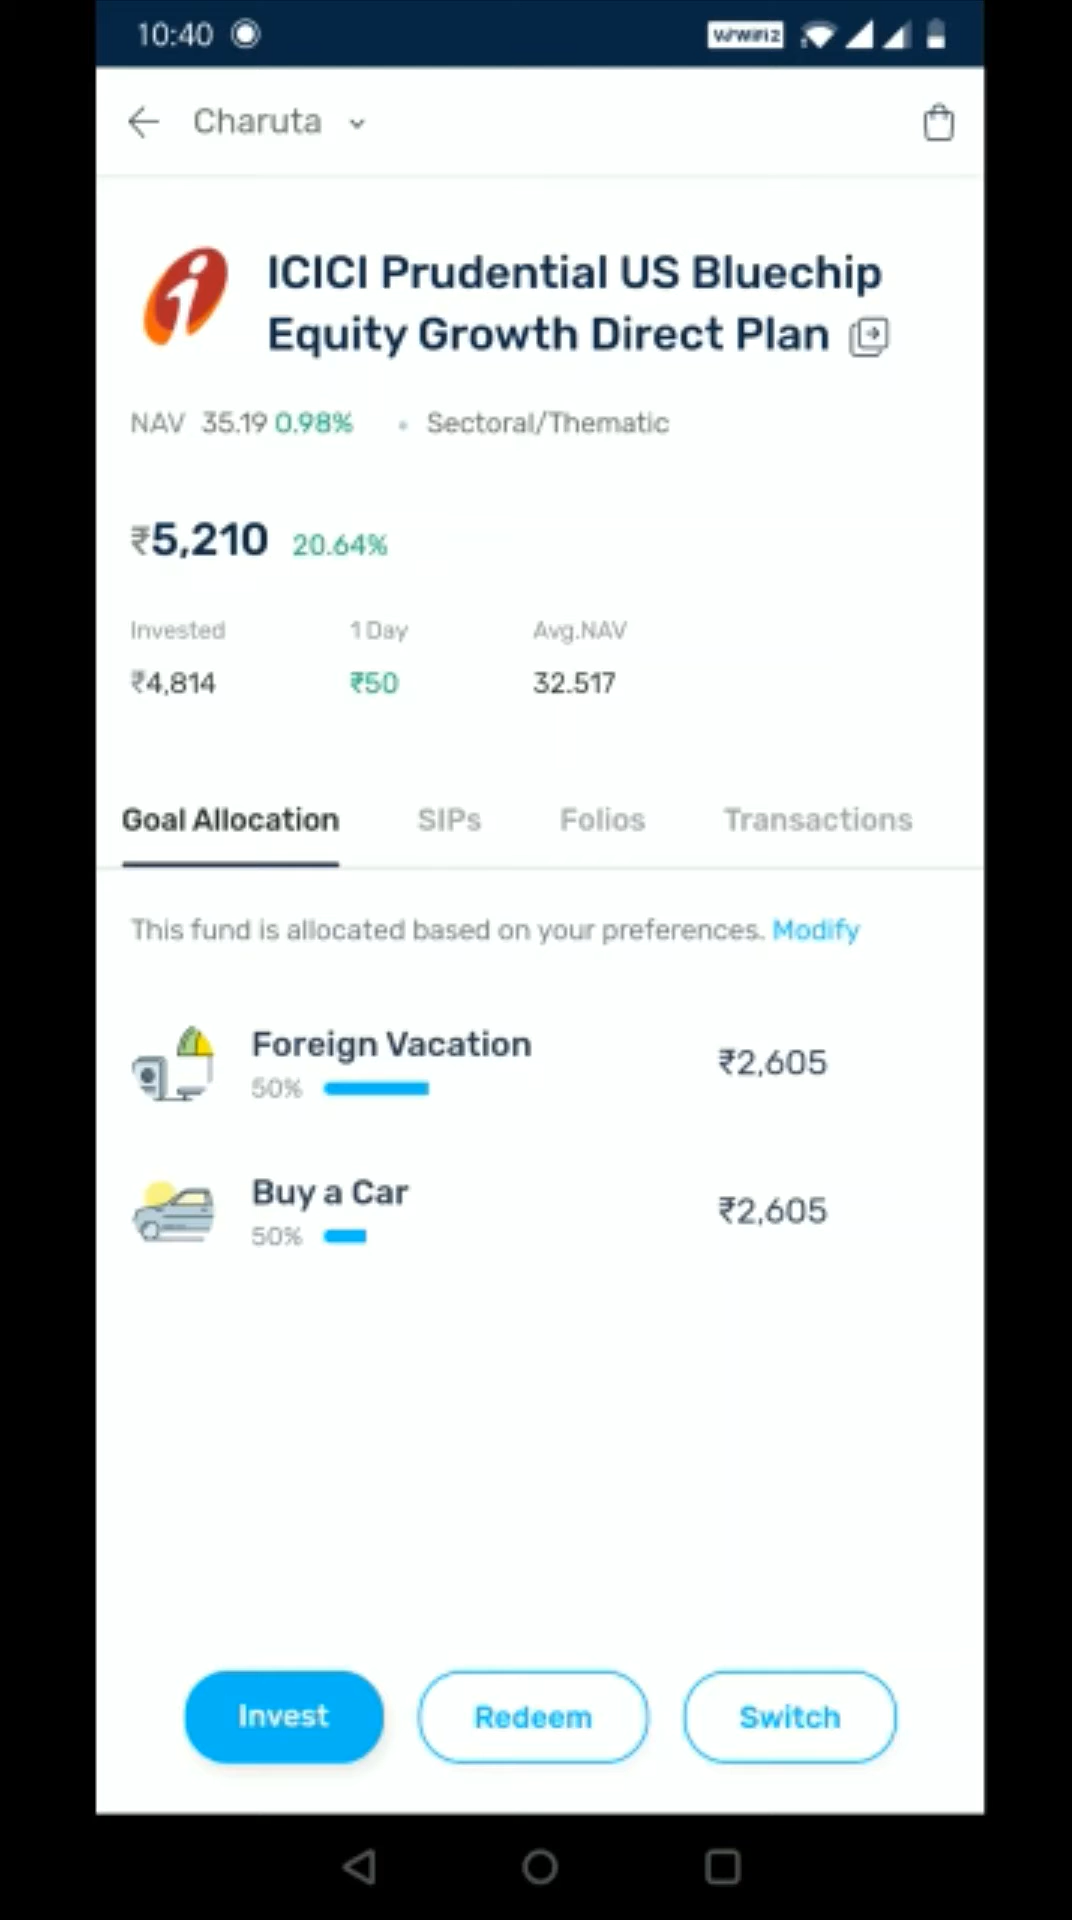 10:40 Vo WiFi 2
Charuta
ICICI Prudential US Bluechip
Equity Growth Direct Plan
NAV 35.19 0.98% • Sectoral/Thematic
₹5,210 20.64%
Invested 1 Day Avg.NAV
₹4,814 ₹50 32.517
Goal Allocation SIPs Folios Transactions
This fund is allocated based on your preferences. Modify
Foreign Vacation
₹2,605
50%
Buy a Car
₹2,605
50%
Invest Redeem Switch